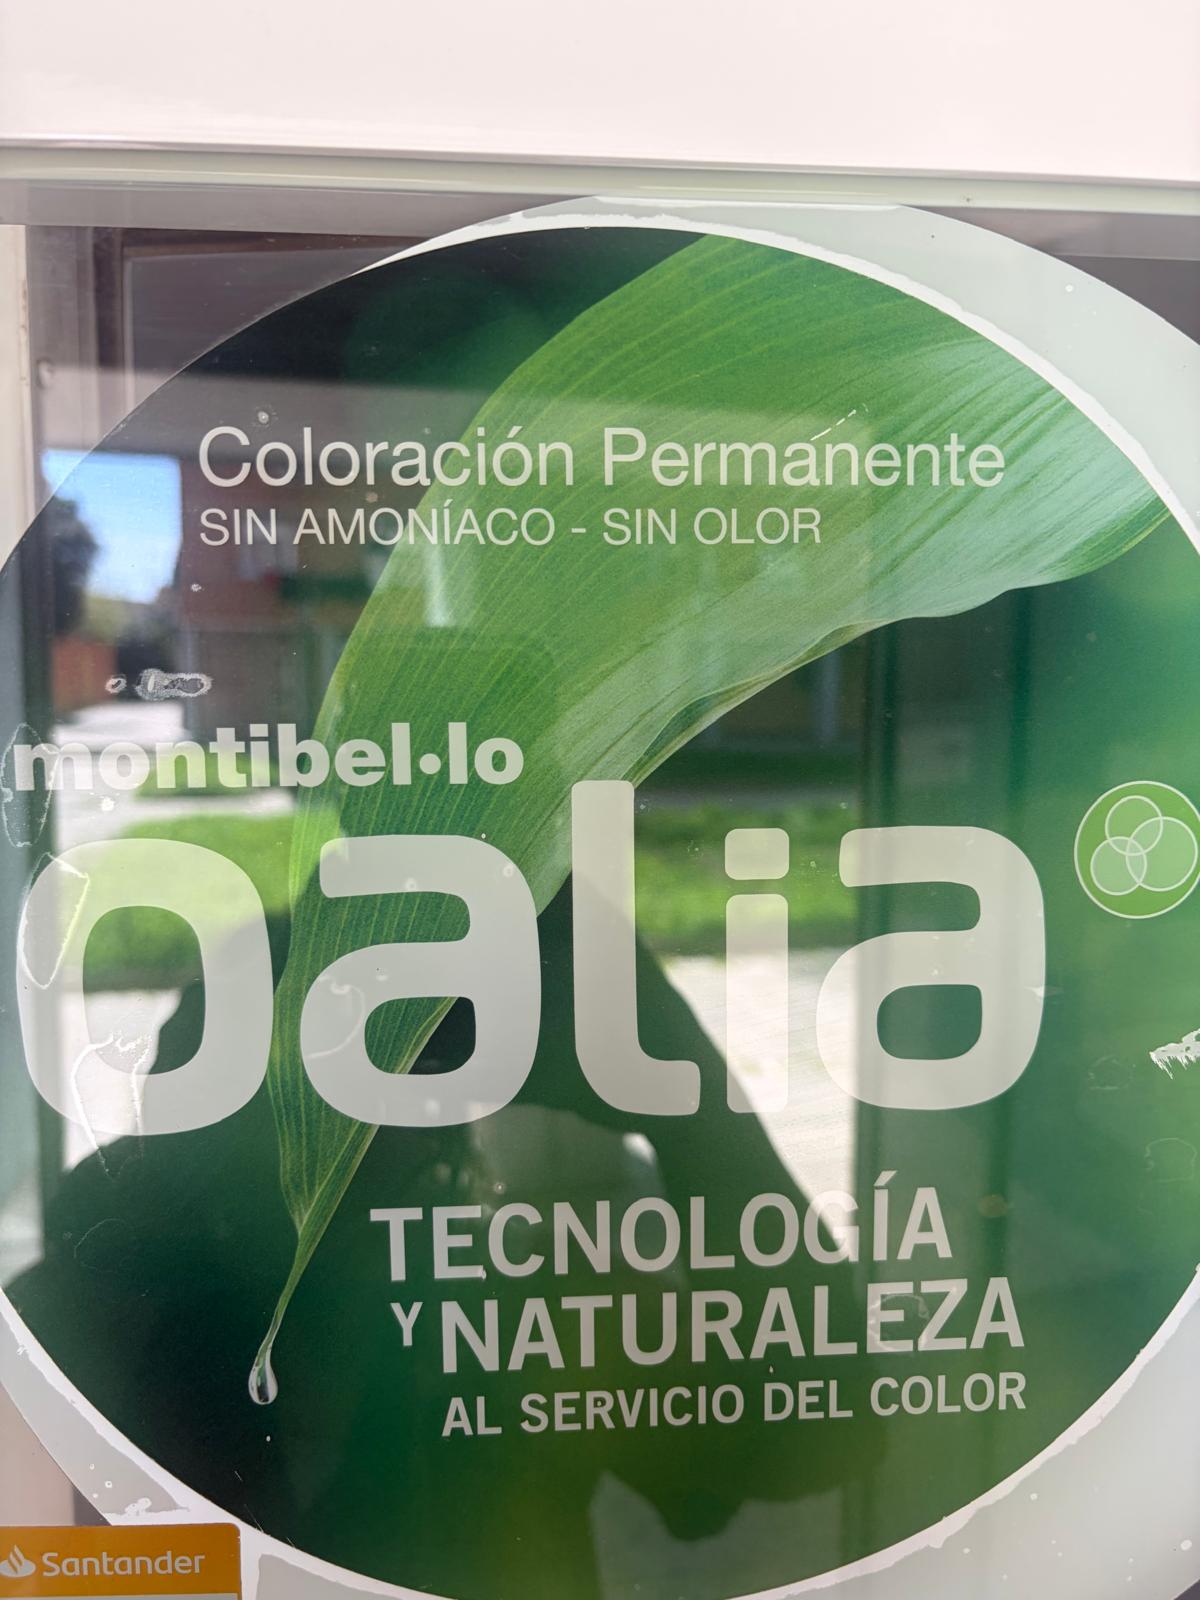 Coloración Permanente
SIN AMONÍACO - SIN OLOR
montibel·lo
oalia
TECNOLOGÍA
Y NATURALEZA
AL SERVICIO DEL COLOR
Santander